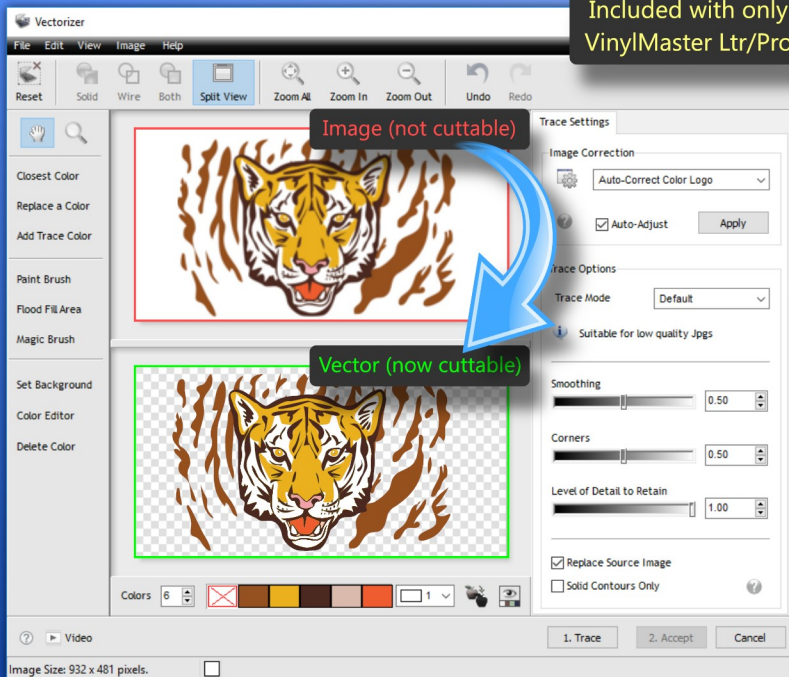 Included with only
VinylMaster Ltr/Pro
Vectorizer
File Edit View Image Help
Reset Solid Wire Both Split View Zoom All Zoom In Zoom Out Undo Redo
Image (not cuttable)
Trace Settings
Image Correction
Auto-Correct Color Logo
Auto-Adjust Apply
Closest Color
Replace a Color
Add Trace Color
Paint Brush
Flood Fill Area
Magic Brush
Set Background
Color Editor
Delete Color
Trace Options
Trace Mode Default
Suitable for low quality Jpgs
Vector (now cuttable)
Smoothing
0.50
Corners
0.50
Level of Detail to Retain
1.00
Replace Source Image
Solid Contours Only
Colors 6 1
Video
1. Trace 2. Accept Cancel
Image Size: 932 x 481 pixels.